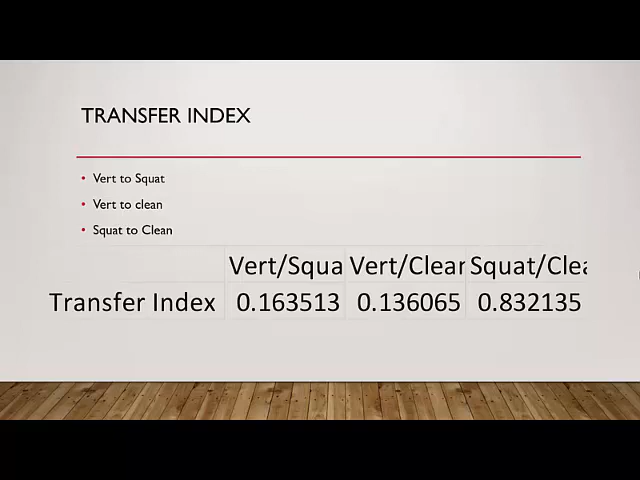 TRANSFER INDEX
• Vert to Squat
• Vert to clean
• Squat to Clean
Vert/Squa Vert/Clear Squat/Clea
Transfer Index 0.163513 0.136065 0.832135